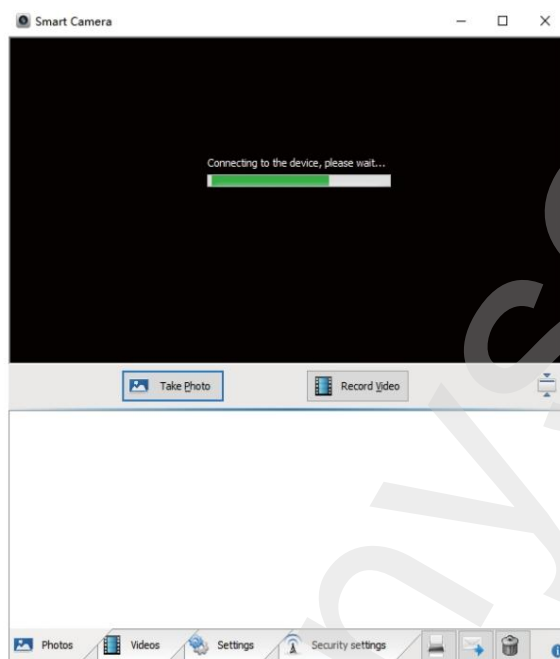 Smart Camera
Connecting to the device, please wait...
Take Photo
Record Video
Photos
Videos
Settings
Security settings